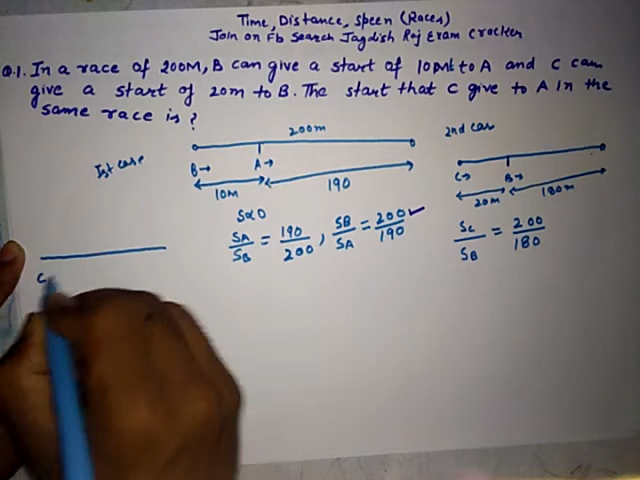 Time, Distance, Speen (Races)
Join on Fb Search Jagdish Raj Exam Cracker
Q.1. In a race of 200M, B can give a start of 10M to A and C can
give a start of 20m to B. The start that C give to A in the
same race is?
Ist case
200m
B→ A→
10m 190
S∝D
SA/SB = 190/200, SB/SA = 200/190 ✓
2nd case
C→ B→
20m 180m
Sc/SB = 200/180
C